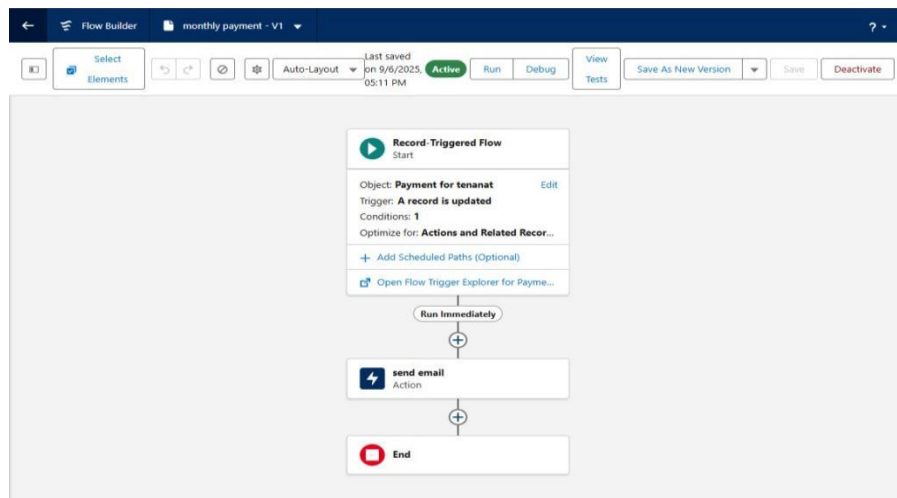 Flow Builder
monthly payment - V1
?
Select
Elements
Auto-Layout
Last saved
on 9/6/2025,
05:11 PM
Active
Run
Debug
View
Tests
Save As New Version
Save
Deactivate
Record-Triggered Flow
Start
Object: Payment for tenanat
Edit
Trigger: A record is updated
Conditions: 1
Optimize for: Actions and Related Recor...
+ Add Scheduled Paths (Optional)
Open Flow Trigger Explorer for Payme...
Run Immediately
send email
Action
End